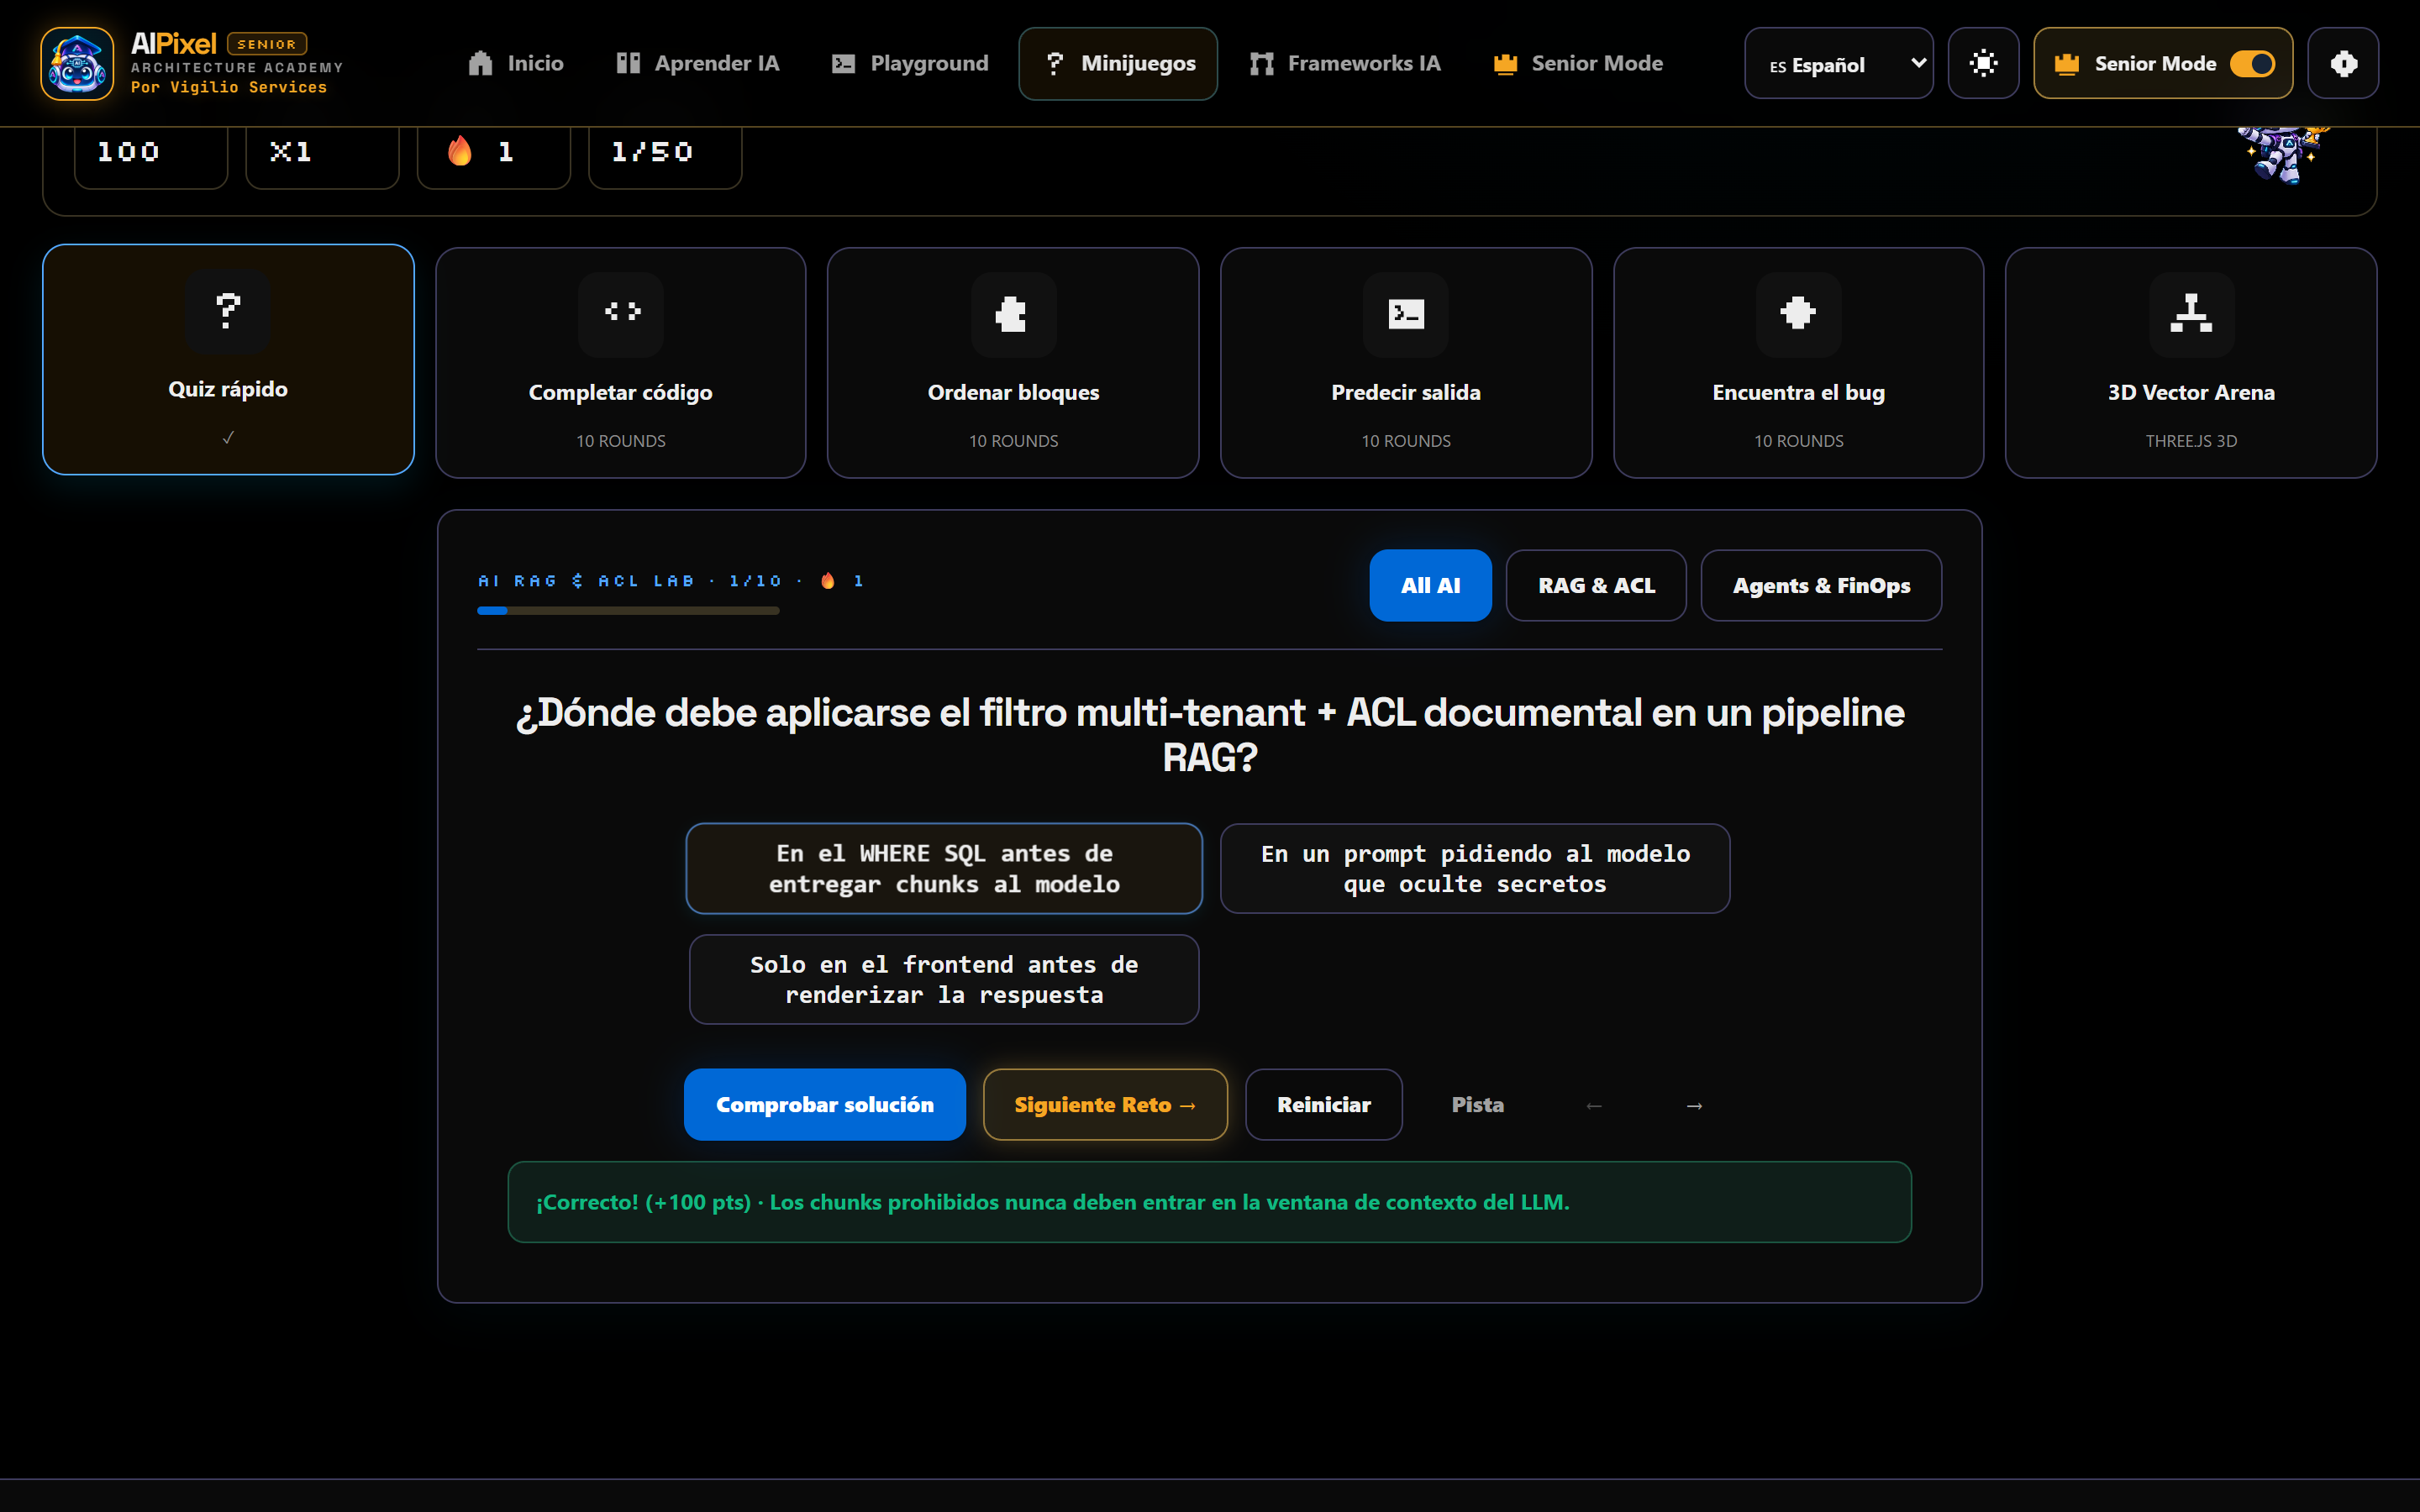 AIPixel SENIOR
ARCHITECTURE ACADEMY
Por Vigilio Services
Inicio
Aprender IA
Playground
Minijuegos
Frameworks IA
Senior Mode
ES Español
Senior Mode
100
X1
1
1/50
Quiz rápido
✓
Completar código
10 ROUNDS
Ordenar bloques
10 ROUNDS
Predecir salida
10 ROUNDS
Encuentra el bug
10 ROUNDS
3D Vector Arena
THREE.JS 3D
AI RAG & ACL LAB · 1/10 · 🔥 1
All AI
RAG & ACL
Agents & FinOps
¿Dónde debe aplicarse el filtro multi-tenant + ACL documental en un pipeline
RAG?
En el WHERE SQL antes de
entregar chunks al modelo
En un prompt pidiendo al modelo
que oculte secretos
Solo en el frontend antes de
renderizar la respuesta
Comprobar solución
Siguiente Reto →
Reiniciar
Pista
←
→
¡Correcto! (+100 pts) · Los chunks prohibidos nunca deben entrar en la ventana de contexto del LLM.